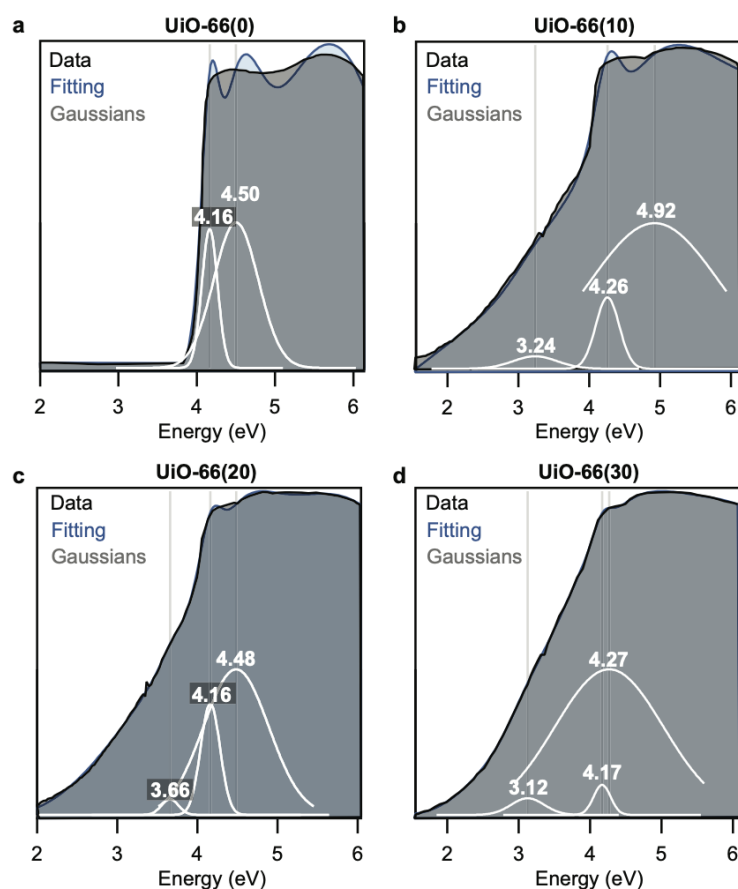 a
UiO-66(0)
Data
Fitting
Gaussians
4.50
4.16
2 3 4 5 6
Energy (eV)
b
UiO-66(10)
Data
Fitting
Gaussians
4.92
4.26
3.24
2 3 4 5 6
Energy (eV)
c
UiO-66(20)
Data
Fitting
Gaussians
4.48
4.16
3.66
2 3 4 5 6
Energy (eV)
d
UiO-66(30)
Data
Fitting
Gaussians
4.27
4.17
3.12
2 3 4 5 6
Energy (eV)